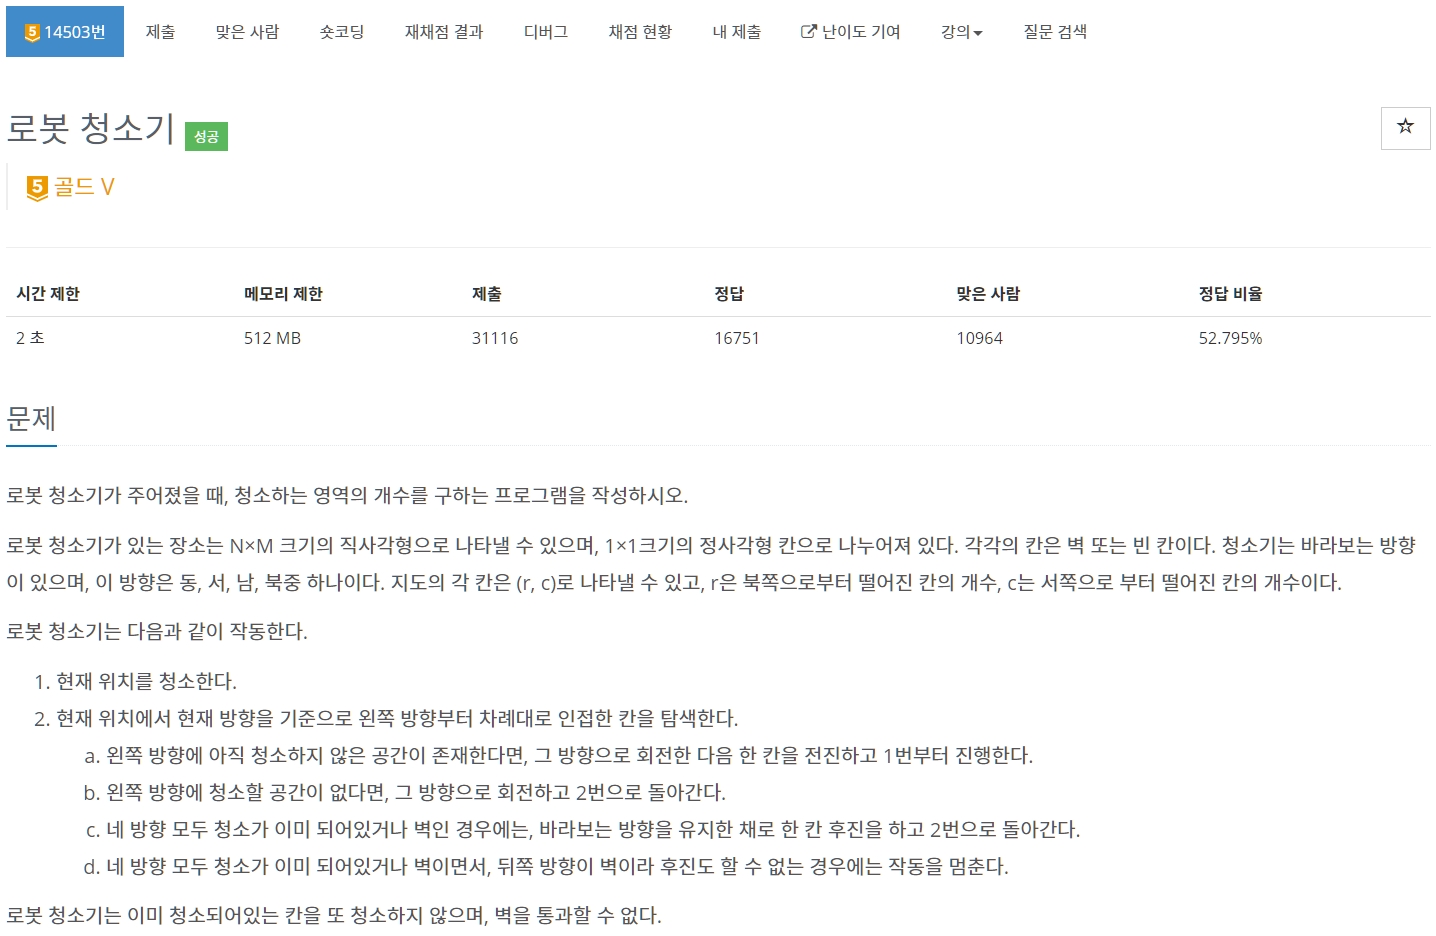 5 14503번 제출 맞은 사람 숏코딩 재채점 결과 디버그 채점 현황 내 제출 난이도 기여 강의 질문 검색
로봇 청소기 성공
5 골드 V
시간 제한 메모리 제한 제출 정답 맞은 사람 정답 비율
2 초 512 MB 31116 16751 10964 52.795%
문제
로봇 청소기가 주어졌을 때, 청소하는 영역의 개수를 구하는 프로그램을 작성하시오.
로봇 청소기가 있는 장소는 N×M 크기의 직사각형으로 나타낼 수 있으며, 1×1크기의 정사각형 칸으로 나누어져 있다. 각각의 칸은 벽 또는 빈 칸이다. 청소기는 바라보는 방향
이 있으며, 이 방향은 동, 서, 남, 북중 하나이다. 지도의 각 칸은 (r, c)로 나타낼 수 있고, r은 북쪽으로부터 떨어진 칸의 개수, c는 서쪽으로 부터 떨어진 칸의 개수이다.
로봇 청소기는 다음과 같이 작동한다.
1. 현재 위치를 청소한다.
2. 현재 위치에서 현재 방향을 기준으로 왼쪽 방향부터 차례대로 인접한 칸을 탐색한다.
a. 왼쪽 방향에 아직 청소하지 않은 공간이 존재한다면, 그 방향으로 회전한 다음 한 칸을 전진하고 1번부터 진행한다.
b. 왼쪽 방향에 청소할 공간이 없다면, 그 방향으로 회전하고 2번으로 돌아간다.
c. 네 방향 모두 청소가 이미 되어있거나 벽인 경우에는, 바라보는 방향을 유지한 채로 한 칸 후진을 하고 2번으로 돌아간다.
d. 네 방향 모두 청소가 이미 되어있거나 벽이면서, 뒤쪽 방향이 벽이라 후진도 할 수 없는 경우에는 작동을 멈춘다.
로봇 청소기는 이미 청소되어있는 칸을 또 청소하지 않으며, 벽을 통과할 수 없다.